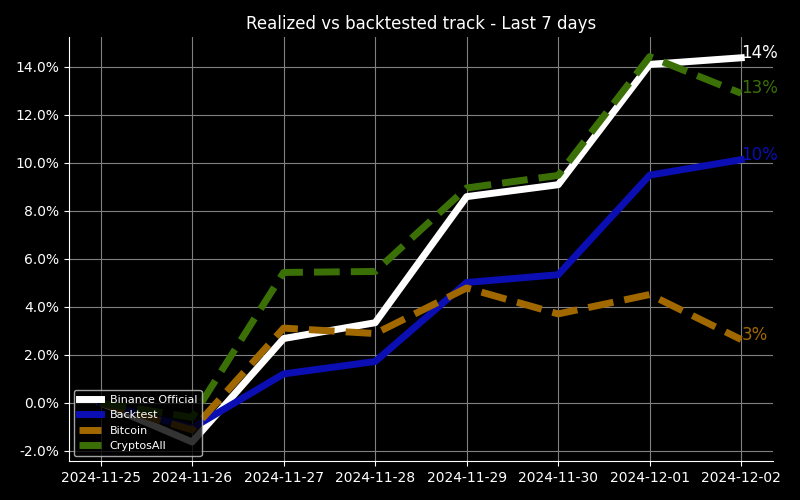 Realized vs backtested track - Last 7 days
14.0%
12.0%
10.0%
8.0%
6.0%
4.0%
2.0%
0.0%
-2.0%
14%
13%
10%
3%
Binance Official
Backtest
Bitcoin
CryptosAll
2024-11-25 2024-11-26 2024-11-27 2024-11-28 2024-11-29 2024-11-30 2024-12-01 2024-12-02